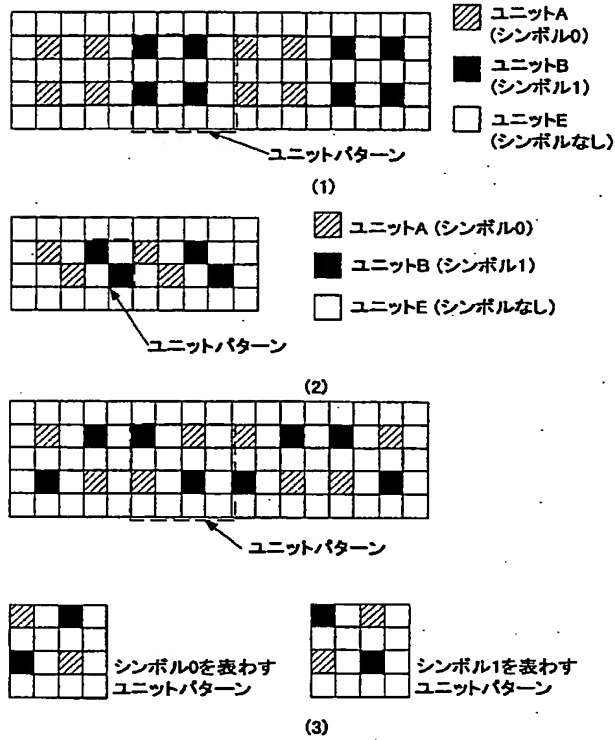 ユニットA
(シンボル0)
ユニットB
(シンボル1)
ユニットE
(シンボルなし)
ユニットパターン
(1)
ユニットA (シンボル0)
ユニットB (シンボル1)
ユニットE (シンボルなし)
ユニットパターン
(2)
ユニットパターン
シンボル0を表わす
ユニットパターン
シンボル1を表わす
ユニットパターン
(3)